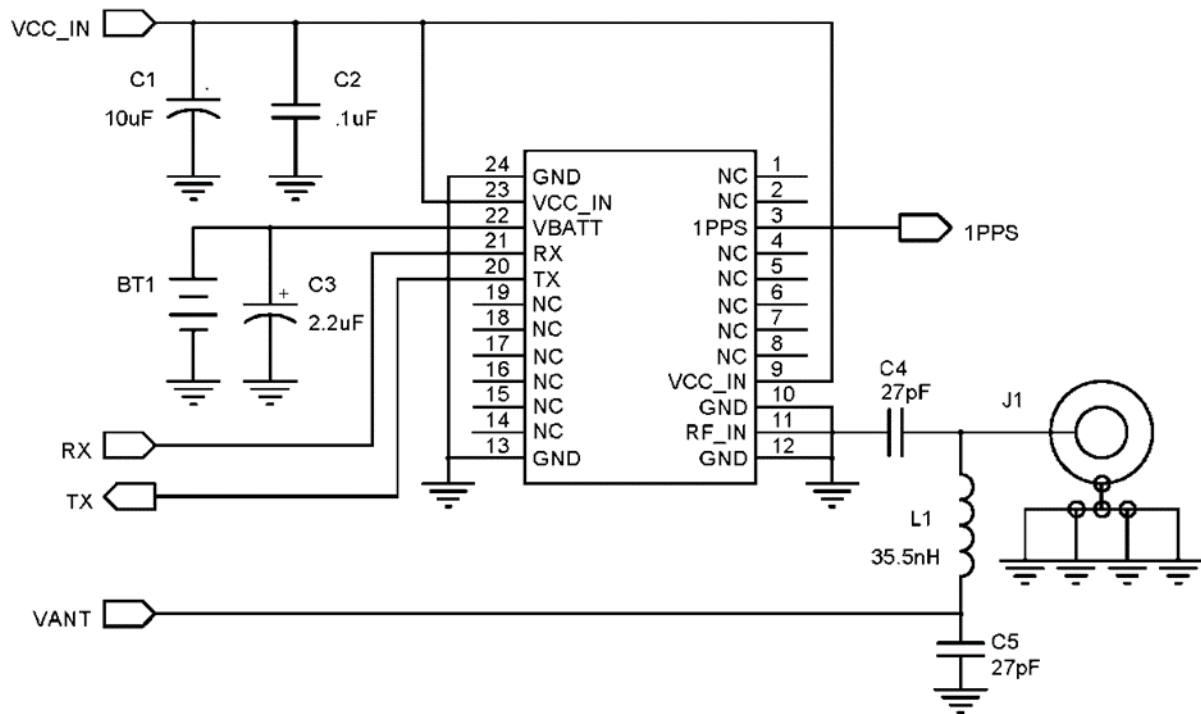 VCC_IN
C1
10uF
C2
.1uF
24 GND NC 1
23 VCC_IN NC 2
22 VBATT 1PPS 3
21 RX NC 4
20 TX NC 5
19 NC NC 6
18 NC NC 7
17 NC NC 8
16 NC VCC_IN 9
15 NC GND 10
14 NC RF_IN 11
13 GND GND 12
1PPS
BT1
+
C3
2.2uF
C4
27pF
J1
RX
TX
L1
35.5nH
VANT
C5
27pF